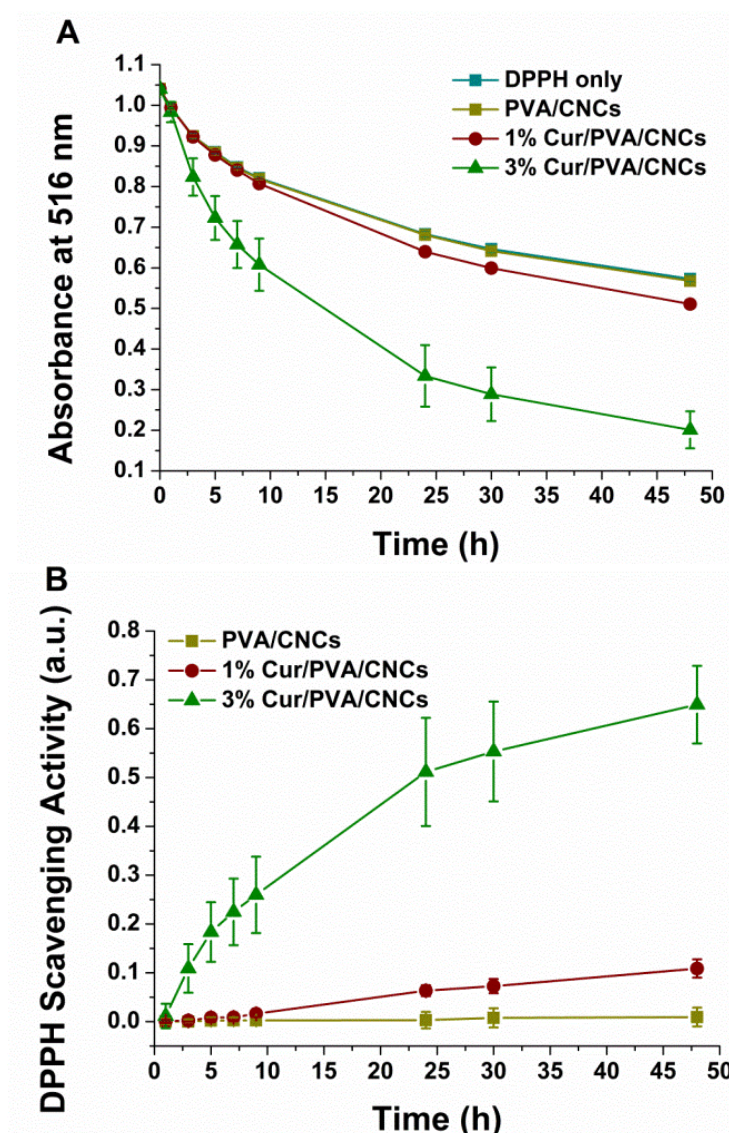 A
Absorbance at 516 nm
1.1
1.0
0.9
0.8
0.7
0.6
0.5
0.4
0.3
0.2
0.1
DPPH only
PVA/CNCs
1% Cur/PVA/CNCs
3% Cur/PVA/CNCs
0 5 10 15 20 25 30 35 40 45 50
Time (h)
B
DPPH Scavenging Activity (a.u.)
0.8
0.7
0.6
0.5
0.4
0.3
0.2
0.1
0.0
PVA/CNCs
1% Cur/PVA/CNCs
3% Cur/PVA/CNCs
0 5 10 15 20 25 30 35 40 45 50
Time (h)